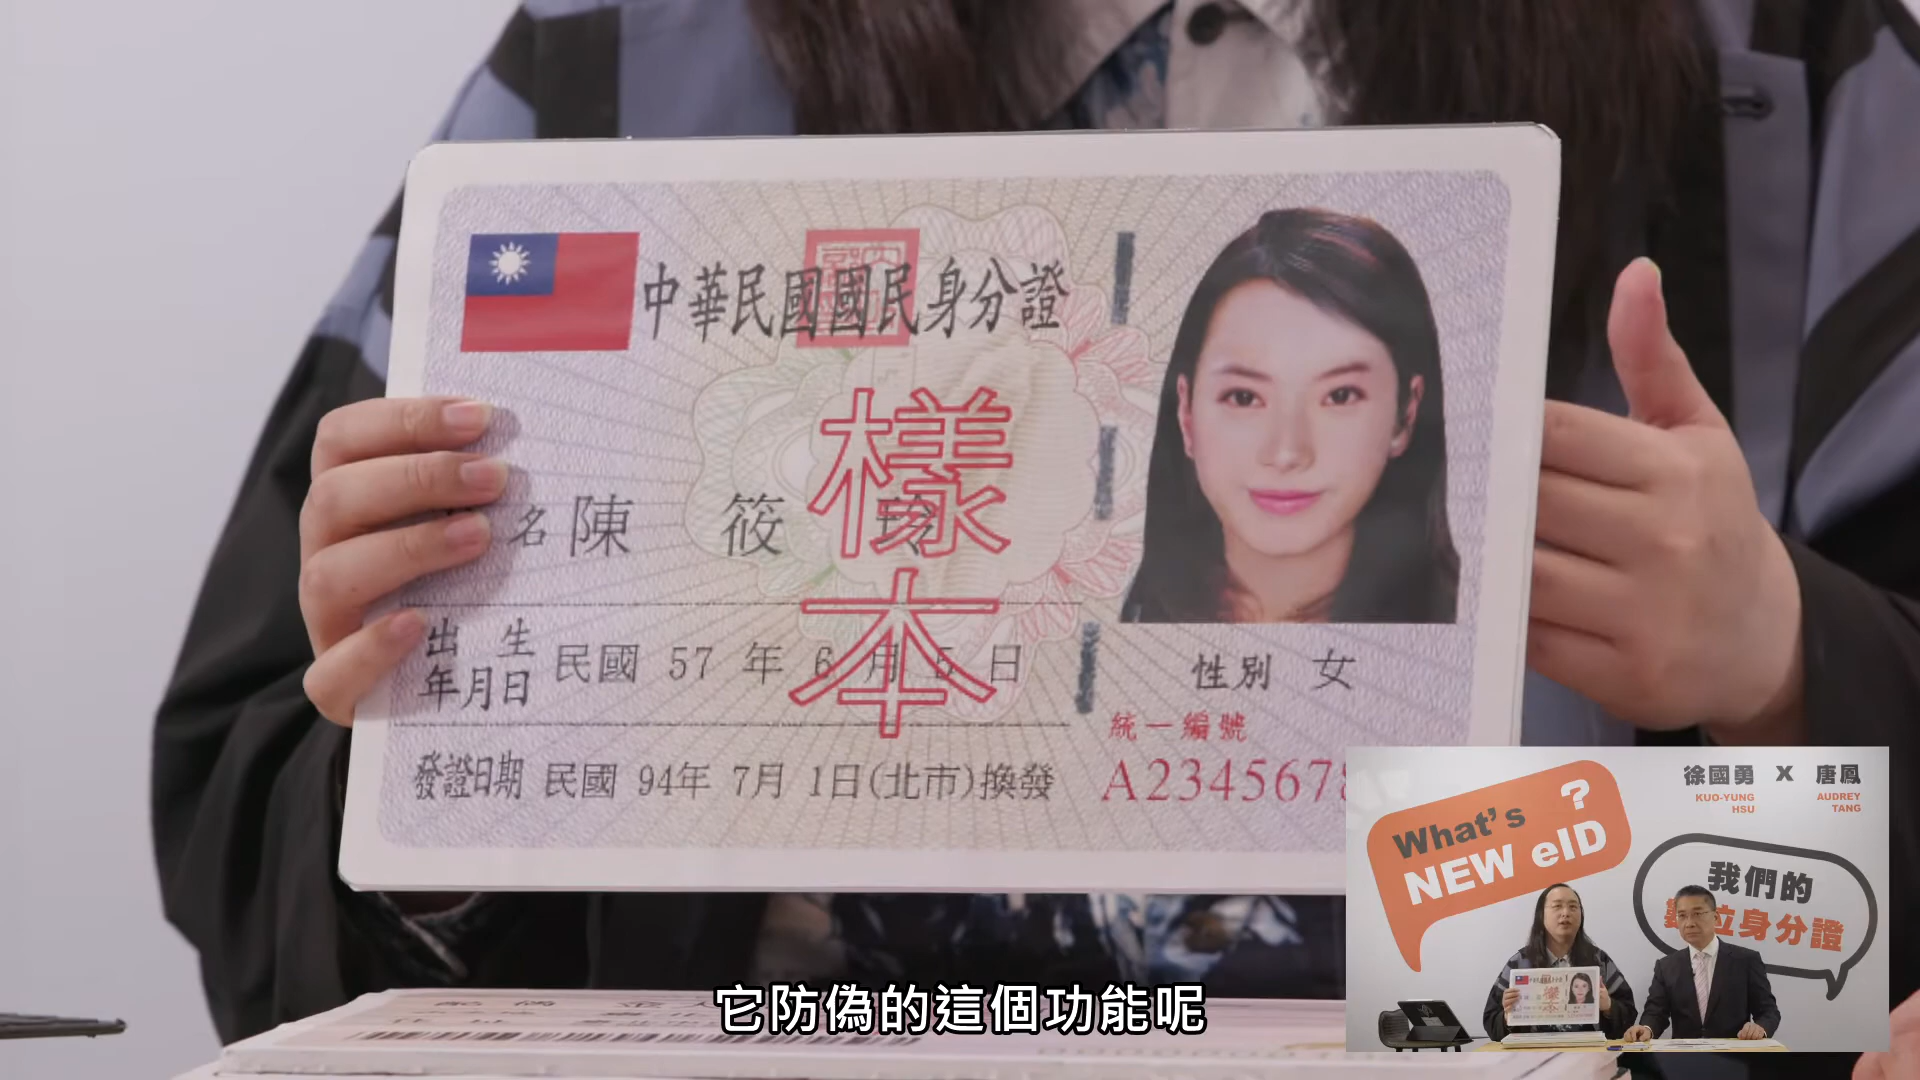 中華民國國民身分證
樣本
名 陳 筱 玲
出生年月日 民國 57 年 6 月 5 日
性別 女
發證日期 民國 94年 7月 1日(北市)換發
統一編號
A2345678
What's NEW eID?
徐國勇 X 唐鳳
KUO-YUNG HSU
AUDREY TANG
我們的
數位身分證
它防偽的這個功能呢